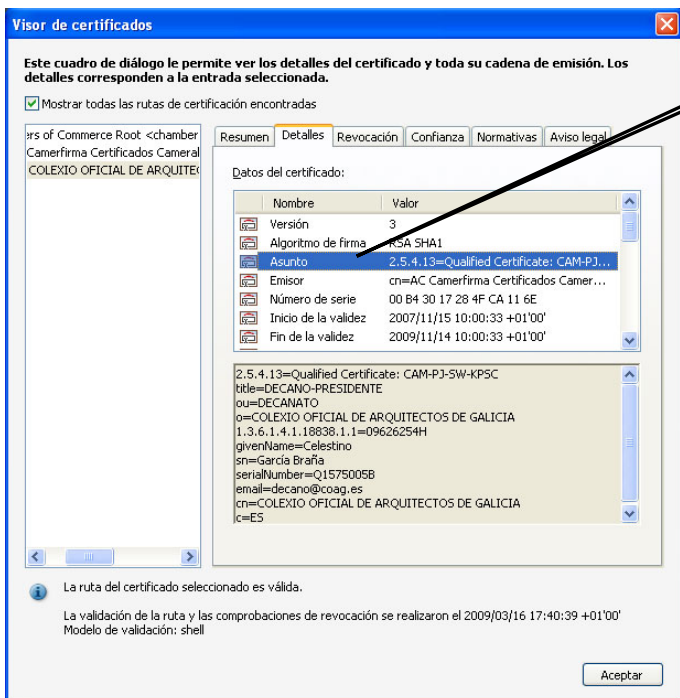 Visor de certificados
Este cuadro de diálogo le permite ver los detalles del certificado y toda su cadena de emisión. Los
detalles corresponden a la entrada seleccionada.
Mostrar todas las rutas de certificación encontradas
ers of Commerce Root <chamber
Camerfirma Certificados Cameral
COLEXIO OFICIAL DE ARQUITE
Resumen Detalles Revocación Confianza Normativas Aviso legal
Datos del certificado:
Nombre Valor
Versión 3
Algoritmo de firma RSA SHA1
Asunto 2.5.4.13=Qualified Certificate: CAM-PJ...
Emisor cn=AC Camerfirma Certificados Camer...
Número de serie 00 B4 30 17 28 4F CA 11 6E
Inicio de la validez 2007/11/15 10:00:33 +01'00'
Fin de la validez 2009/11/14 10:00:33 +01'00'
2.5.4.13=Qualified Certificate: CAM-PJ-SW-KPSC
title=DECANO-PRESIDENTE
ou=DECANATO
o=COLEXIO OFICIAL DE ARQUITECTOS DE GALICIA
1.3.6.1.4.1.18838.1.1=09626254H
givenName=Celestino
sn=García Braña
serialNumber=Q1575005B
email=decano@coag.es
cn=COLEXIO OFICIAL DE ARQUITECTOS DE GALICIA
c=ES
La ruta del certificado seleccionado es válida.
La validación de la ruta y las comprobaciones de revocación se realizaron el 2009/03/16 17:40:39 +01'00'
Modelo de validación: shell
Aceptar